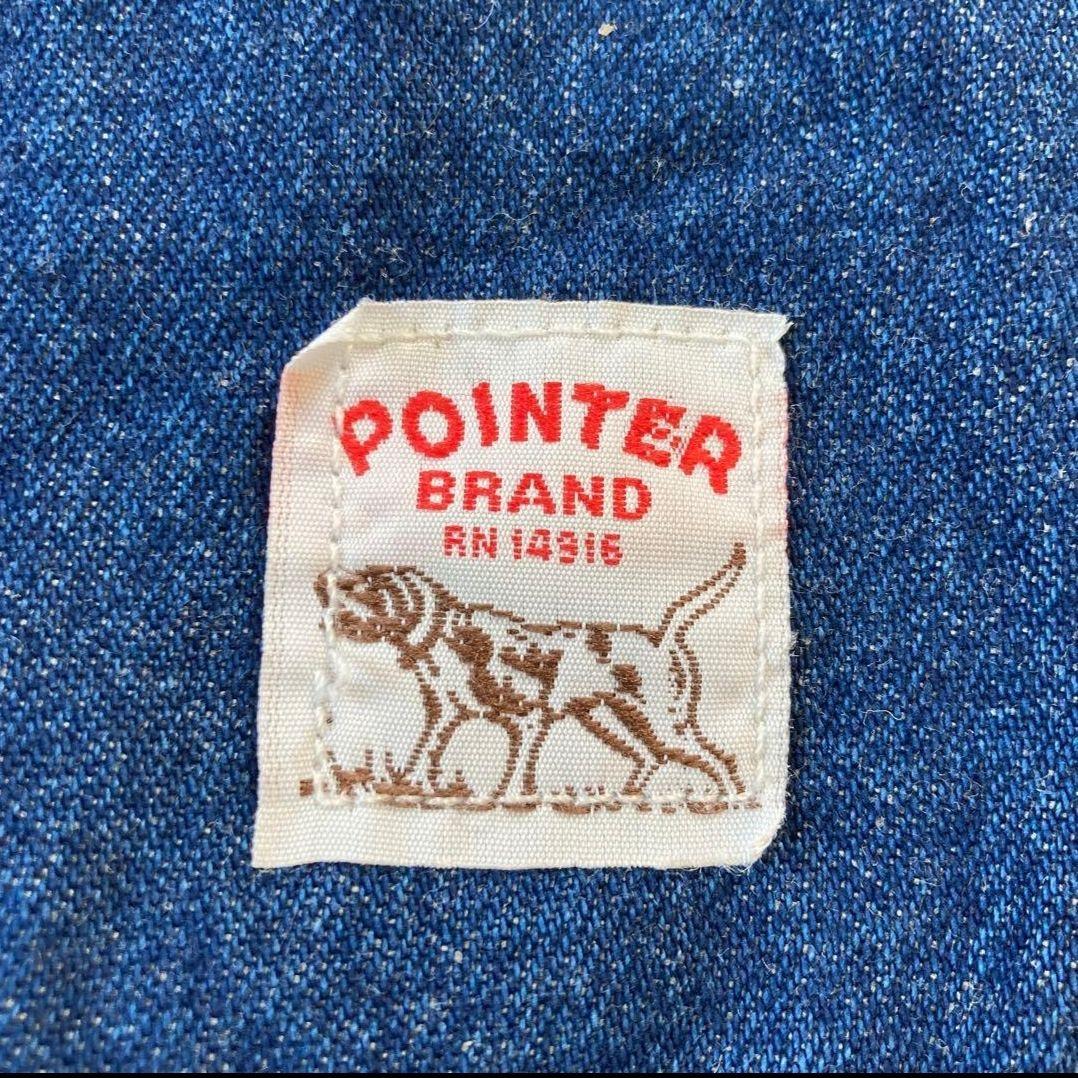 POINTER
BRAND
RN 14916